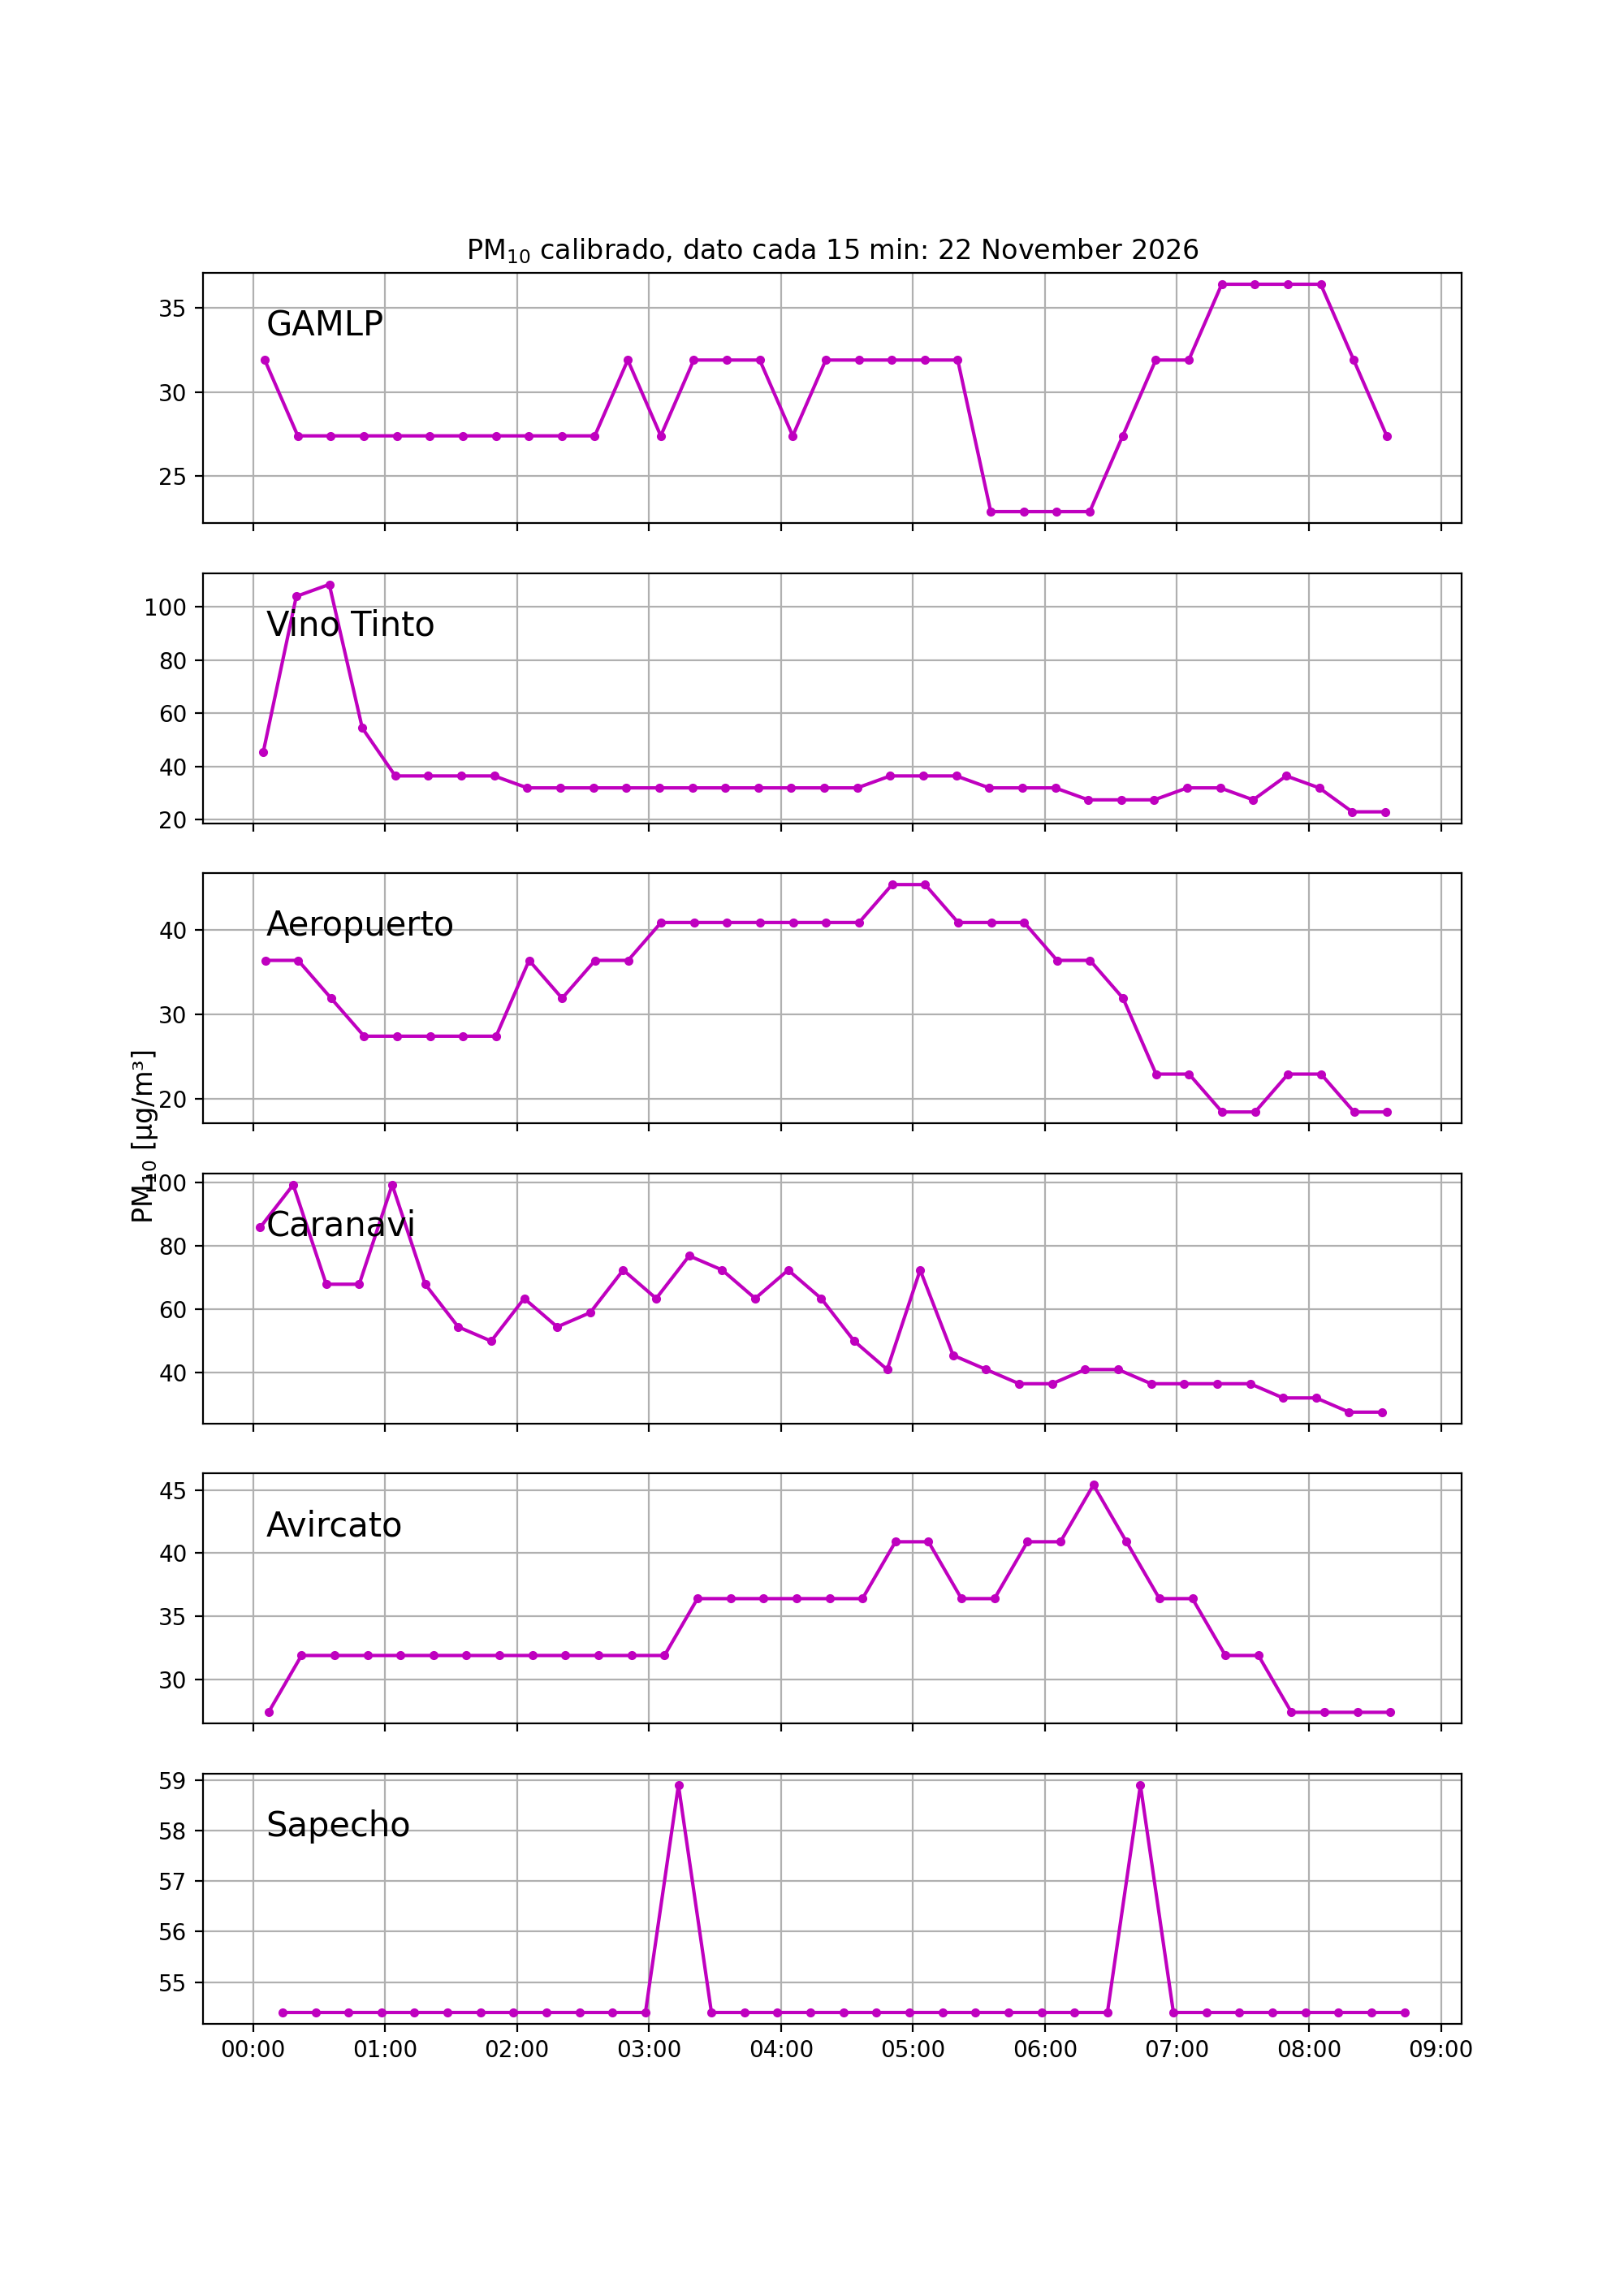 PM₁₀ calibrado, dato cada 15 min: 22 November 2026
35
GAMLP
30
25
100
Vino Tinto
80
60
40
20
40
Aeropuerto
30
20
PM₁₀ [µg/m³]
100
Caranavi
80
60
40
45
Avircato
40
35
30
59
Sapecho
58
57
56
55
00:00 01:00 02:00 03:00 04:00 05:00 06:00 07:00 08:00 09:00